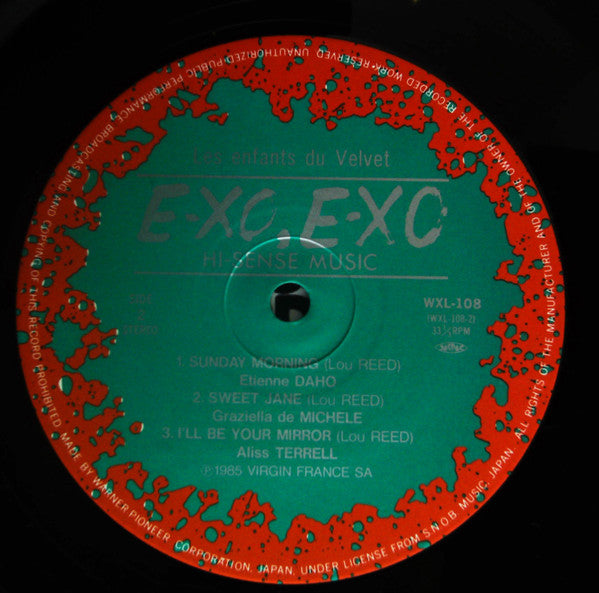 Les enfants du Velvet
E-XO, E-XO
HI SENSE MUSIC
SIDE
2
STEREO
WXL-108
(WXL-108-2)
33⅓RPM
1. SUNDAY MORNING (Lou REED)
Etienne DAHO
2. SWEET JANE (Lou REED)
Graziella de MICHELE
3. I'LL BE YOUR MIRROR (Lou REED)
Aliss TERRELL
Ⓟ1985 VIRGIN FRANCE SA
ALL RIGHTS OF THE MANUFACTURER AND OF THE OWNER OF THE RECORDED WORK·RESERVED UNAUTHORIZED PUBLIC PERFORMANCE, BROADCASTING AND COPYING OF THIS RECORD PROHIBITED. MADE BY WARNER-PIONEER CORPORATION, JAPAN, UNDER LICENSE FROM S·N·O·B. MUSIC, JAPAN.